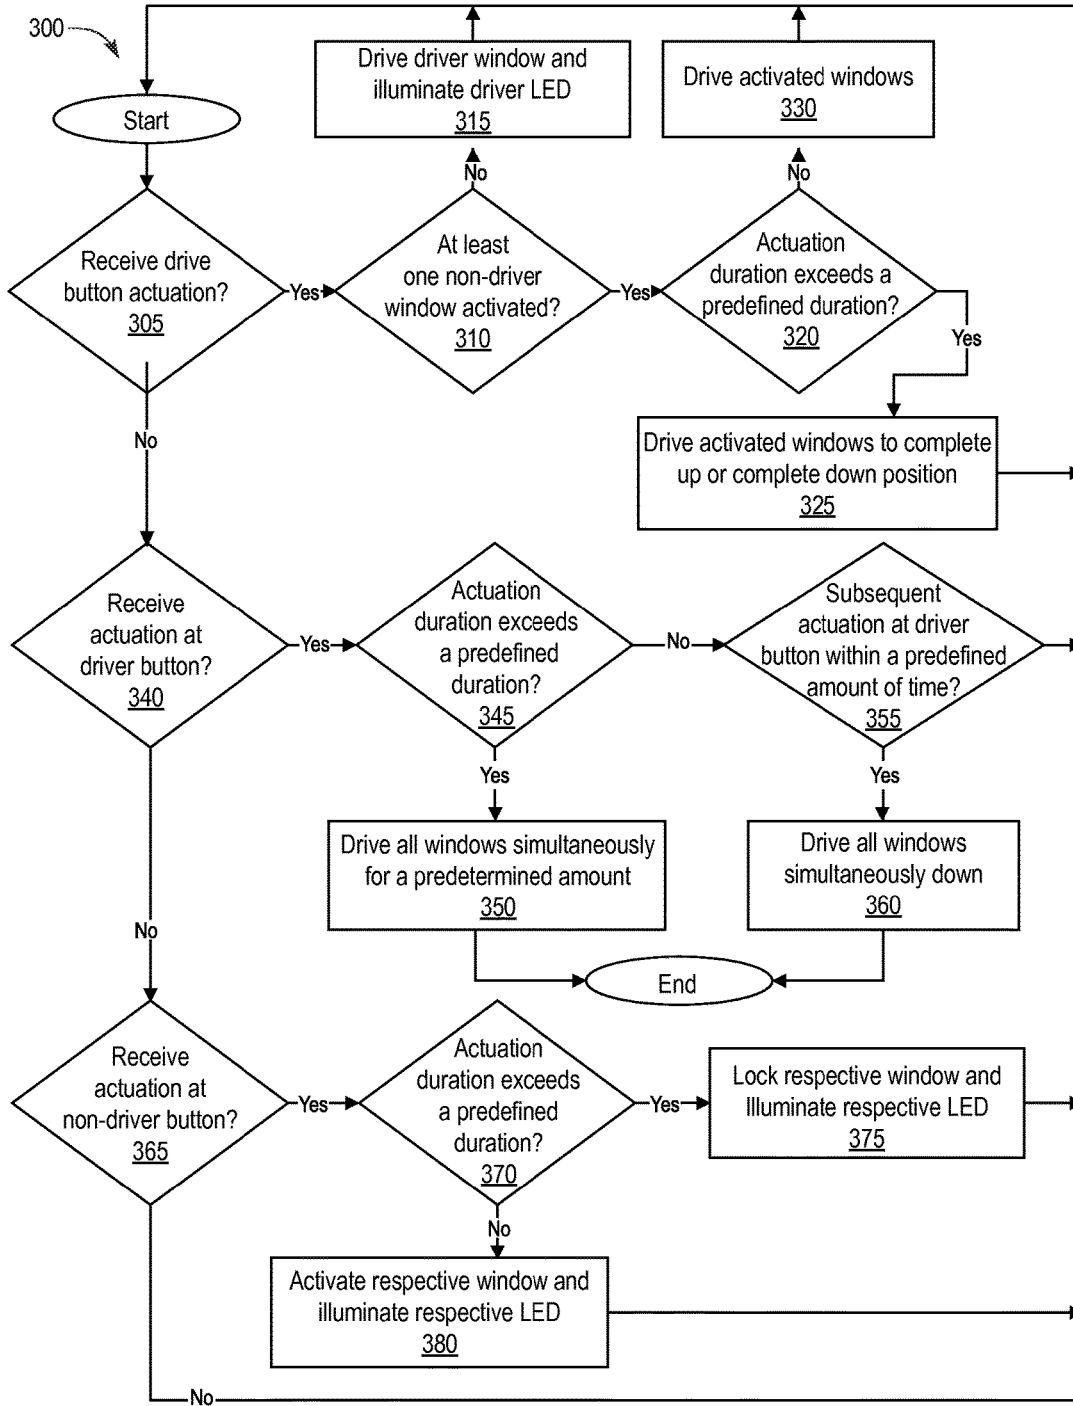 300
Start
Drive driver window and
illuminate driver LED
315
Drive activated windows
330
No
No
Receive drive
button actuation?
305
Yes
At least
one non-driver
window activated?
310
Yes
Actuation
duration exceeds a
predefined duration?
320
Yes
No
Drive activated windows to complete
up or complete down position
325
Receive
actuation at
driver button?
340
Yes
Actuation
duration exceeds
a predefined
duration?
345
No
Subsequent
actuation at driver
button within a predefined
amount of time?
355
Yes
Yes
Drive all windows simultaneously
for a predetermined amount
350
Drive all windows
simultaneously down
360
No
End
Receive
actuation at
non-driver button?
365
Yes
Actuation
duration exceeds
a predefined
duration?
370
Yes
Lock respective window and
Illuminate respective LED
375
No
Activate respective window and
illuminate respective LED
380
No